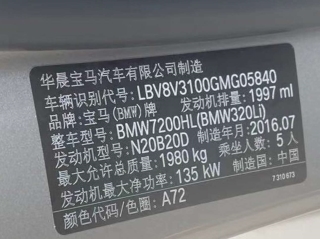 华晨宝马汽车有限公司制造
车辆识别代号:LBV8V3100GMG05840
品牌:宝马(BMW) 发动机排量:1997 ml
整车型号:BMW7200HL(BMW320Li)
发动机型号:N20B20D 制造年月:2016.07
最大允许总质量:1980 kg 乘坐人数:5人
发动机最大净功率:135 kW 制造国:中国
颜色代码/色圈:A72
7 310 673